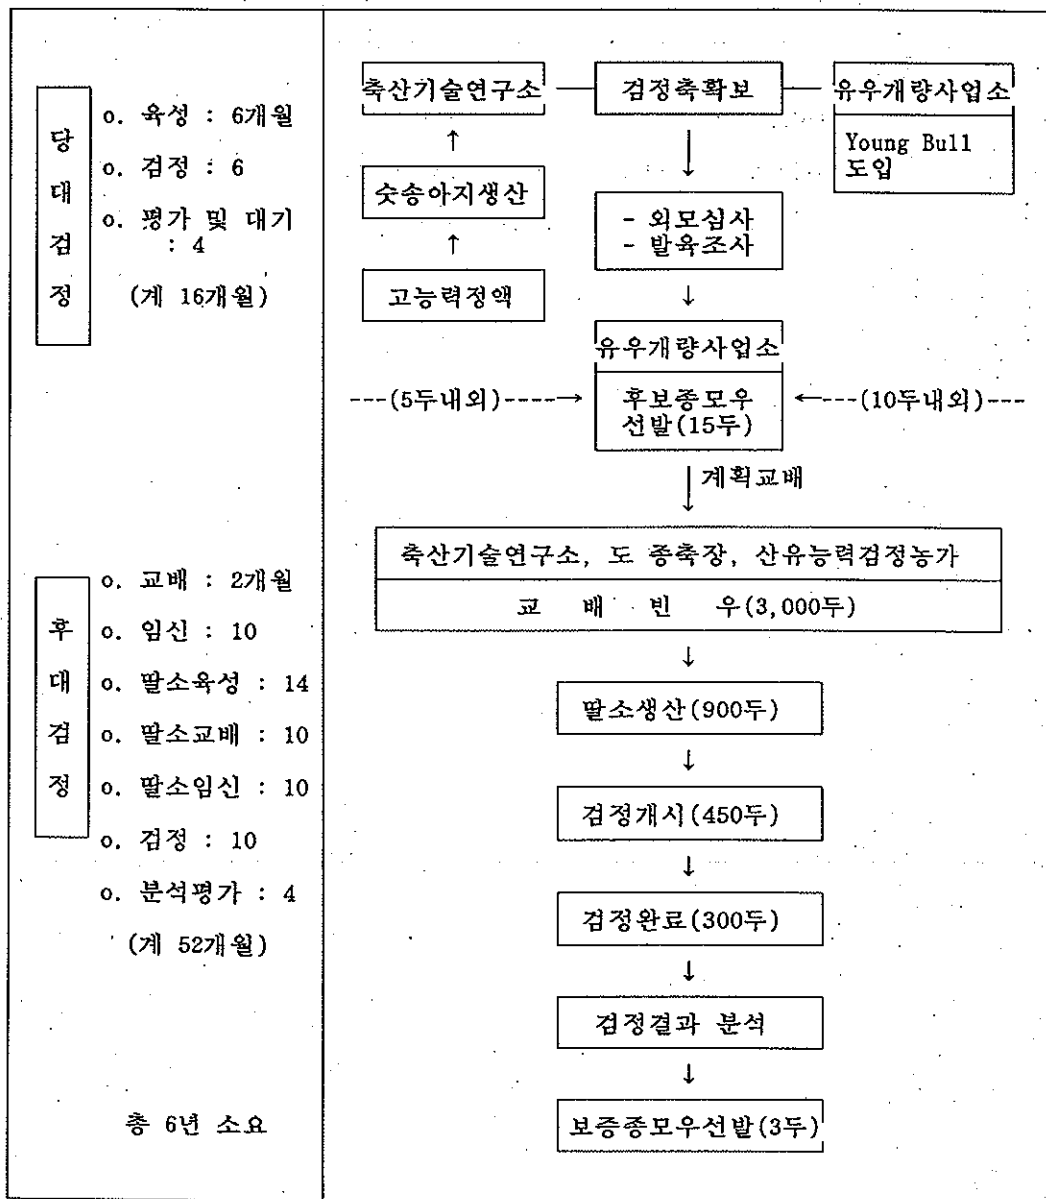 당대검정
o. 육성 : 6개월
o. 검정 : 6
o. 평가 및 대기
: 4
(계 16개월)
후대검정
o. 교배 : 2개월
o. 임신 : 10
o. 딸소육성 : 14
o. 딸소교배 : 10
o. 딸소임신 : 10
o. 검정 : 10
o. 분석평가 : 4
(계 52개월)
총 6년 소요
축산기술연구소 검정축확보 유우개량사업소
Young Bull
도입
↑ ↓
숫송아지생산
- 외모심사
- 발육조사
↑
고능력정액
↓
유우개량사업소
---(5두내외)----→ 후보종모우 ←---(10두내외)---
선발(15두)
↓ 계획교배
축산기술연구소, 도 종축장, 산유능력검정농가
교 배 빈 우(3,000두)
↓
딸소생산(900두)
↓
검정개시(450두)
↓
검정완료(300두)
↓
검정결과 분석
↓
보증종모우선발(3두)